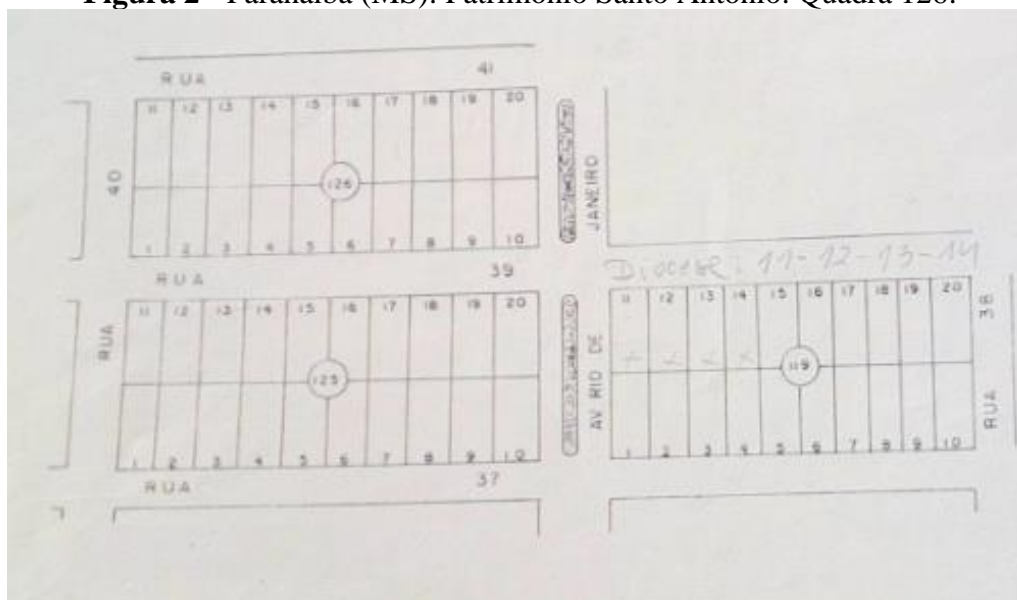 Figura 2 - Paranaíba (MS): Patrimônio Santo Antônio: Quadra 126.
RUA 41
11 12 13 14 15 16 17 18 19 20
40
126
JANEIRO
1 2 3 4 5 6 7 8 9 10
RUA 39
Diocese: 11-12-13-14
11 12 13 14 15 16 17 18 19 20
11 12 13 14 15 16 17 18 19 20
38
RUA
125
AV RIO DE
119
RUA
1 2 3 4 5 6 7 8 9 10
1 2 3 4 5 6 7 8 9 10
RUA 37